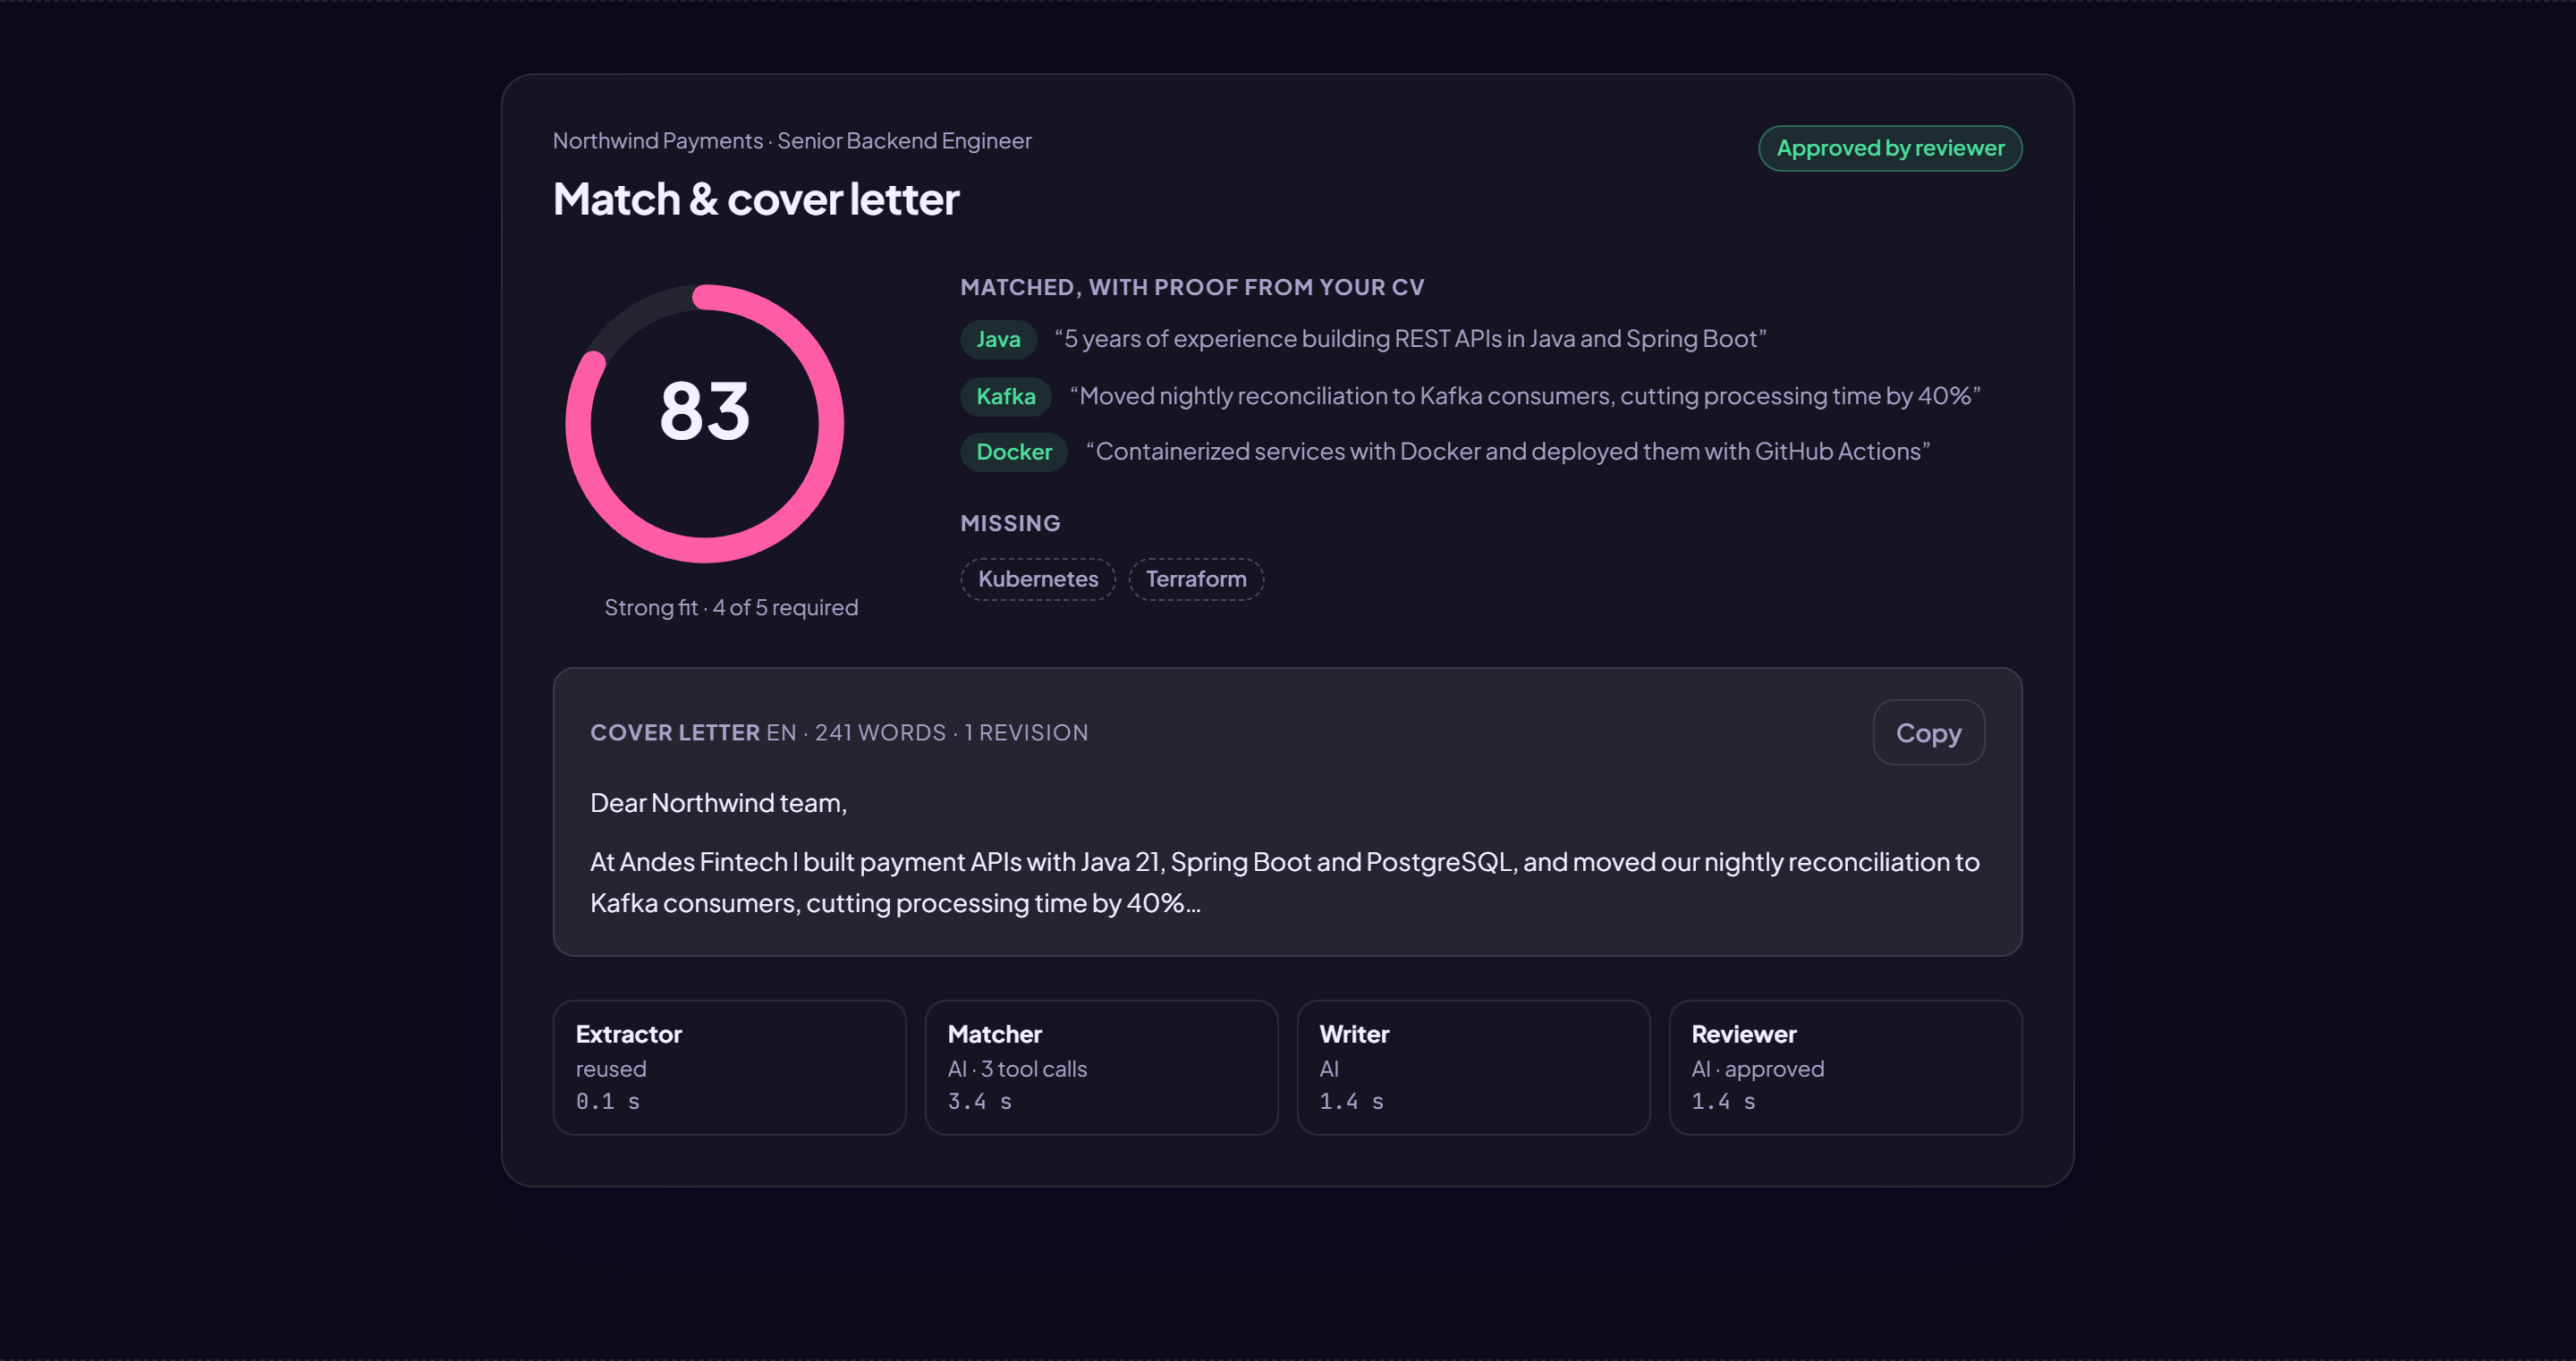 Northwind Payments · Senior Backend Engineer
Approved by reviewer
Match & cover letter
83
Strong fit · 4 of 5 required
MATCHED, WITH PROOF FROM YOUR CV
Java “5 years of experience building REST APIs in Java and Spring Boot”
Kafka “Moved nightly reconciliation to Kafka consumers, cutting processing time by 40%”
Docker “Containerized services with Docker and deployed them with GitHub Actions”
MISSING
Kubernetes Terraform
COVER LETTER EN · 241 WORDS · 1 REVISION
Copy
Dear Northwind team,
At Andes Fintech I built payment APIs with Java 21, Spring Boot and PostgreSQL, and moved our nightly reconciliation to
Kafka consumers, cutting processing time by 40%…
Extractor
reused
0.1 s
Matcher
AI · 3 tool calls
3.4 s
Writer
AI
1.4 s
Reviewer
AI · approved
1.4 s